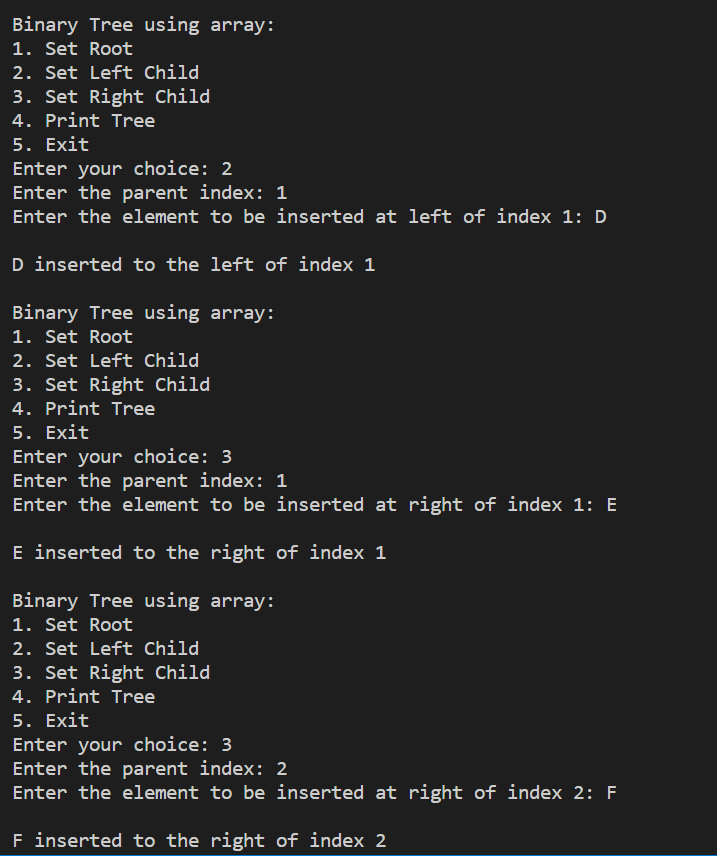 Binary Tree using array:
1. Set Root
2. Set Left Child
3. Set Right Child
4. Print Tree
5. Exit
Enter your choice: 2
Enter the parent index: 1
Enter the element to be inserted at left of index 1: D
D inserted to the left of index 1
Binary Tree using array:
1. Set Root
2. Set Left Child
3. Set Right Child
4. Print Tree
5. Exit
Enter your choice: 3
Enter the parent index: 1
Enter the element to be inserted at right of index 1: E
E inserted to the right of index 1
Binary Tree using array:
1. Set Root
2. Set Left Child
3. Set Right Child
4. Print Tree
5. Exit
Enter your choice: 3
Enter the parent index: 2
Enter the element to be inserted at right of index 2: F
F inserted to the right of index 2